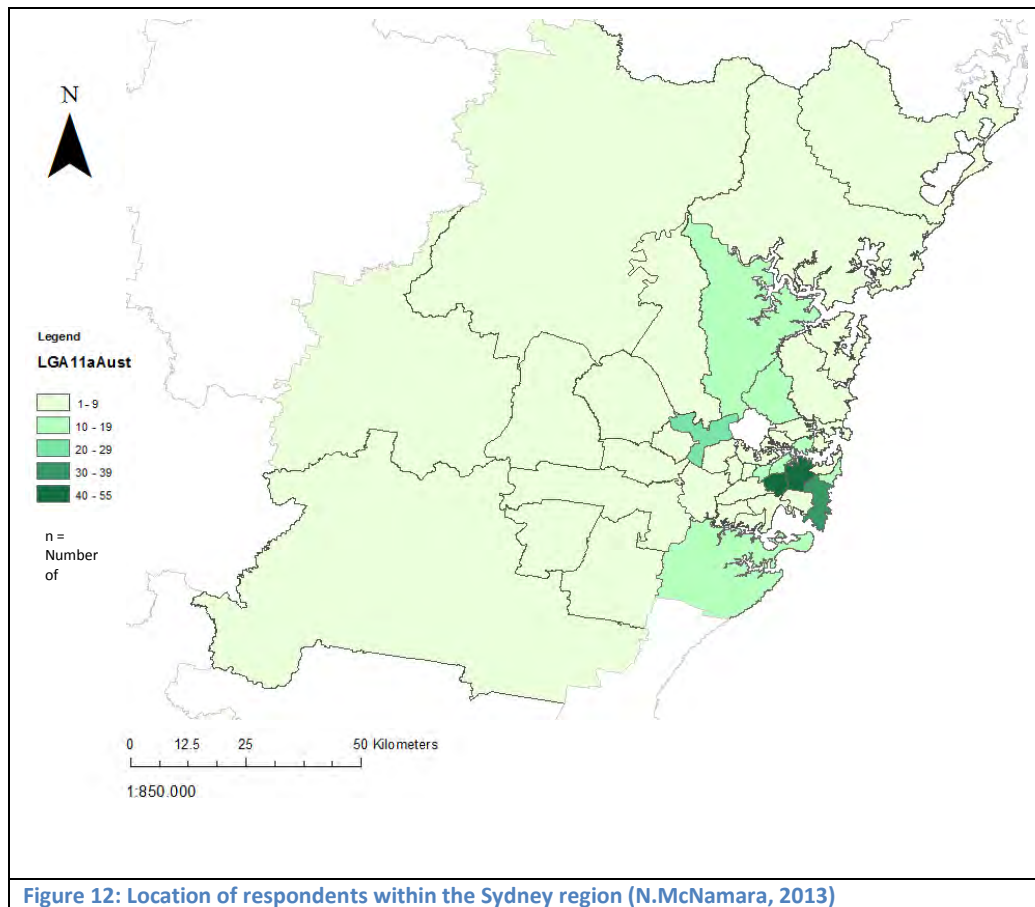 N
Legend
LGA11aAust
1 - 9
10 - 19
20 - 29
30 - 39
40 - 55
n =
Number
of
0 12.5 25 50 Kilometers
1:850.000
Figure 12: Location of respondents within the Sydney region (N.McNamara, 2013)